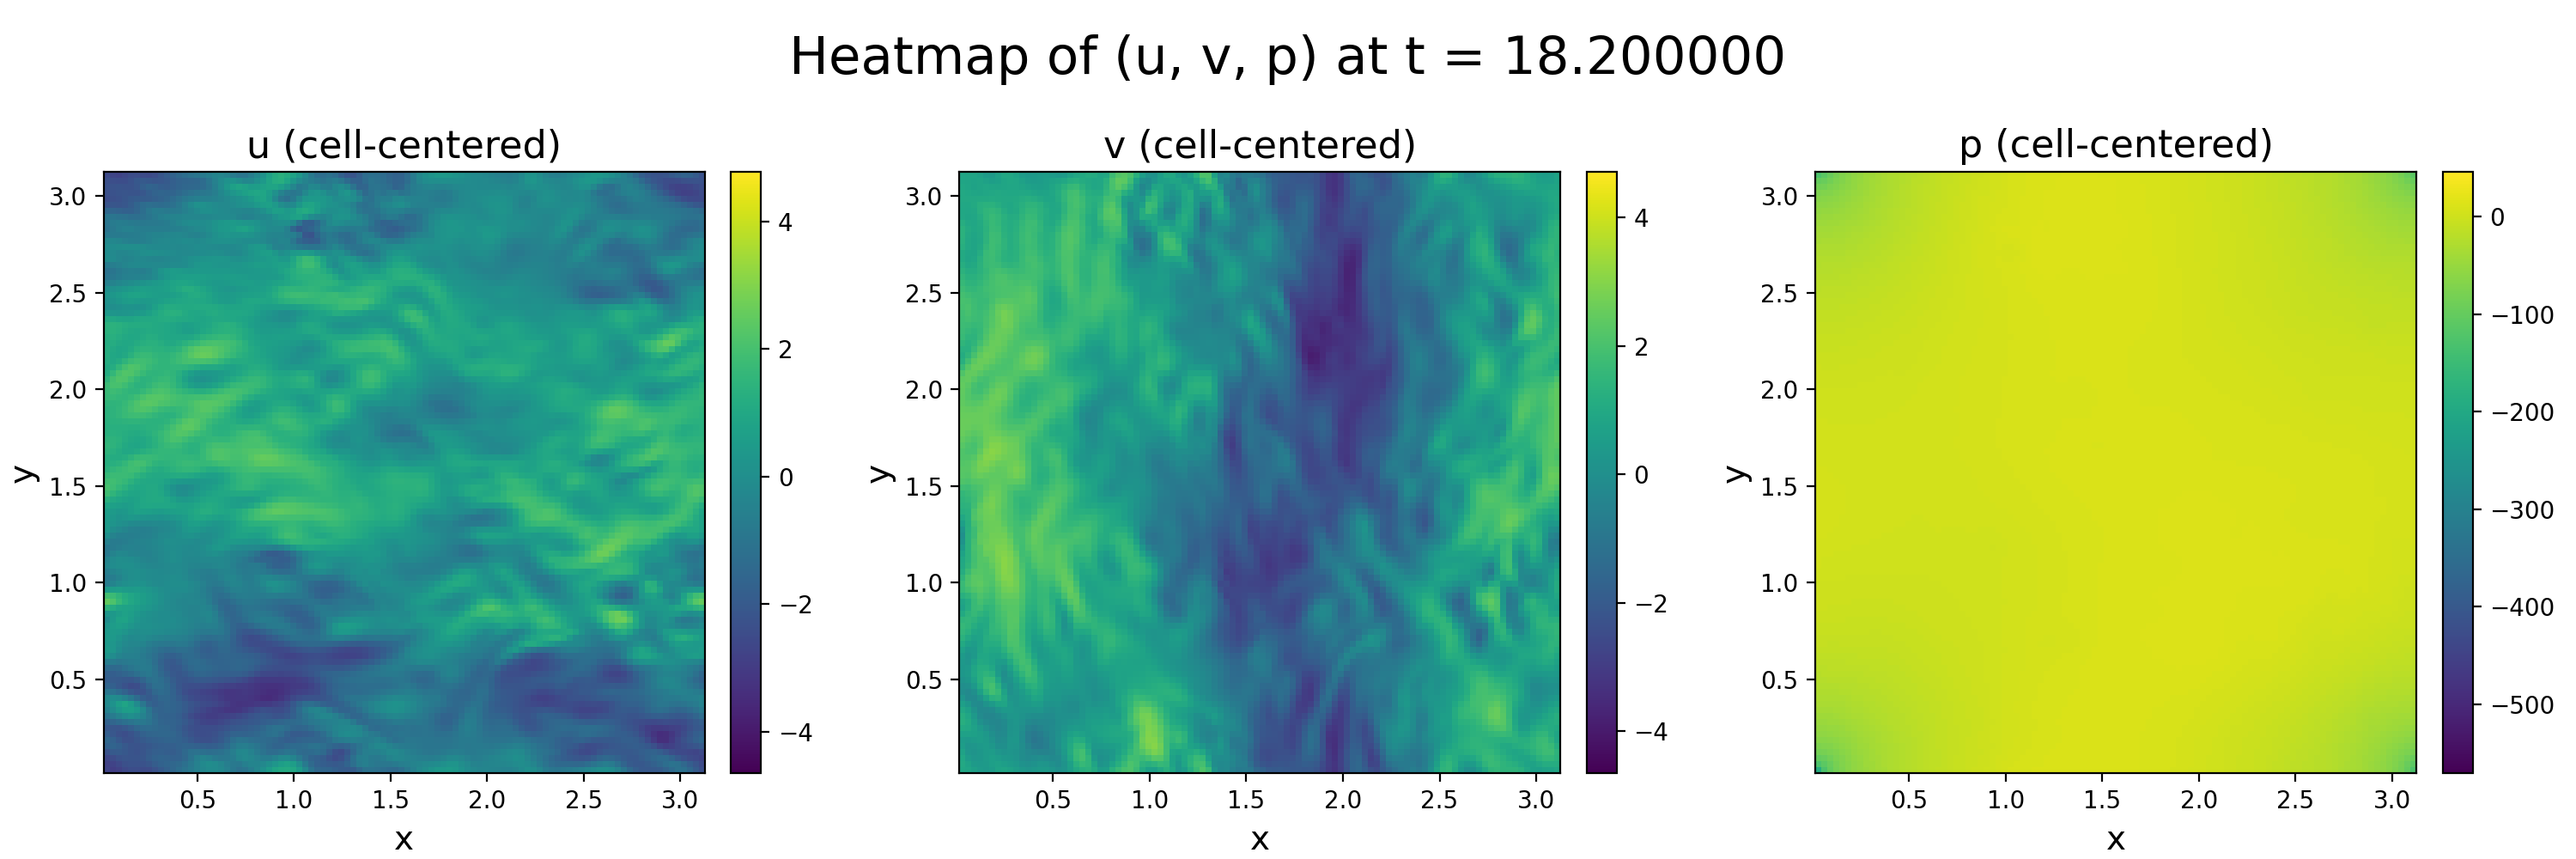 Heatmap of (u, v, p) at t = 18.200000
u (cell-centered)
3.0
2.5
2.0
1.5
1.0
0.5
y
0.5 1.0 1.5 2.0 2.5 3.0
x
4
2
0
−2
−4
v (cell-centered)
3.0
2.5
2.0
1.5
1.0
0.5
y
0.5 1.0 1.5 2.0 2.5 3.0
x
4
2
0
−2
−4
p (cell-centered)
3.0
2.5
2.0
1.5
1.0
0.5
y
0.5 1.0 1.5 2.0 2.5 3.0
x
0
−100
−200
−300
−400
−500